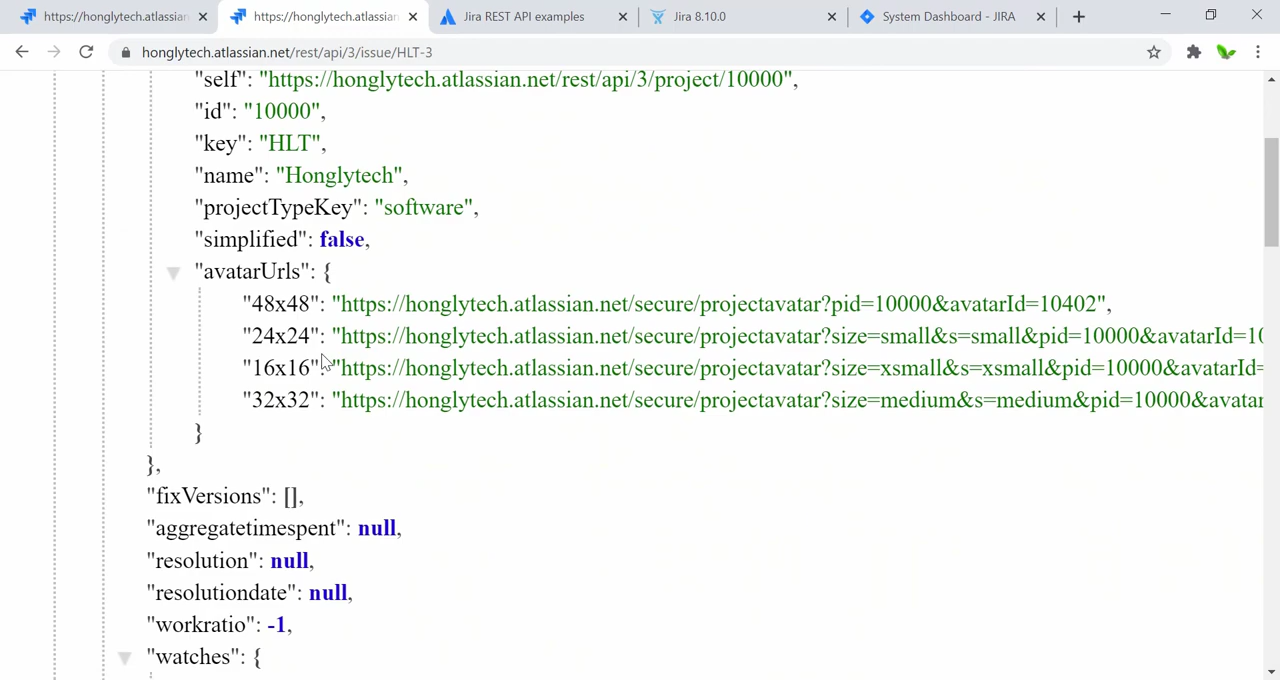 https://honglytech.atlassian
https://honglytech.atlassian
Jira REST API examples
Jira 8.10.0
System Dashboard - JIRA
honglytech.atlassian.net/rest/api/3/issue/HLT-3
"self": "https://honglytech.atlassian.net/rest/api/3/project/10000",
"id": "10000",
"key": "HLT",
"name": "Honglytech",
"projectTypeKey": "software",
"simplified": false,
"avatarUrls": {
"48x48": "https://honglytech.atlassian.net/secure/projectavatar?pid=10000&avatarId=10402",
"24x24": "https://honglytech.atlassian.net/secure/projectavatar?size=small&s=small&pid=10000&avatarId=10
"16x16": "https://honglytech.atlassian.net/secure/projectavatar?size=xsmall&s=xsmall&pid=10000&avatarId=
"32x32": "https://honglytech.atlassian.net/secure/projectavatar?size=medium&s=medium&pid=10000&avatar
}
},
"fixVersions": [],
"aggregatetimespent": null,
"resolution": null,
"resolutiondate": null,
"workratio": -1,
"watches": {